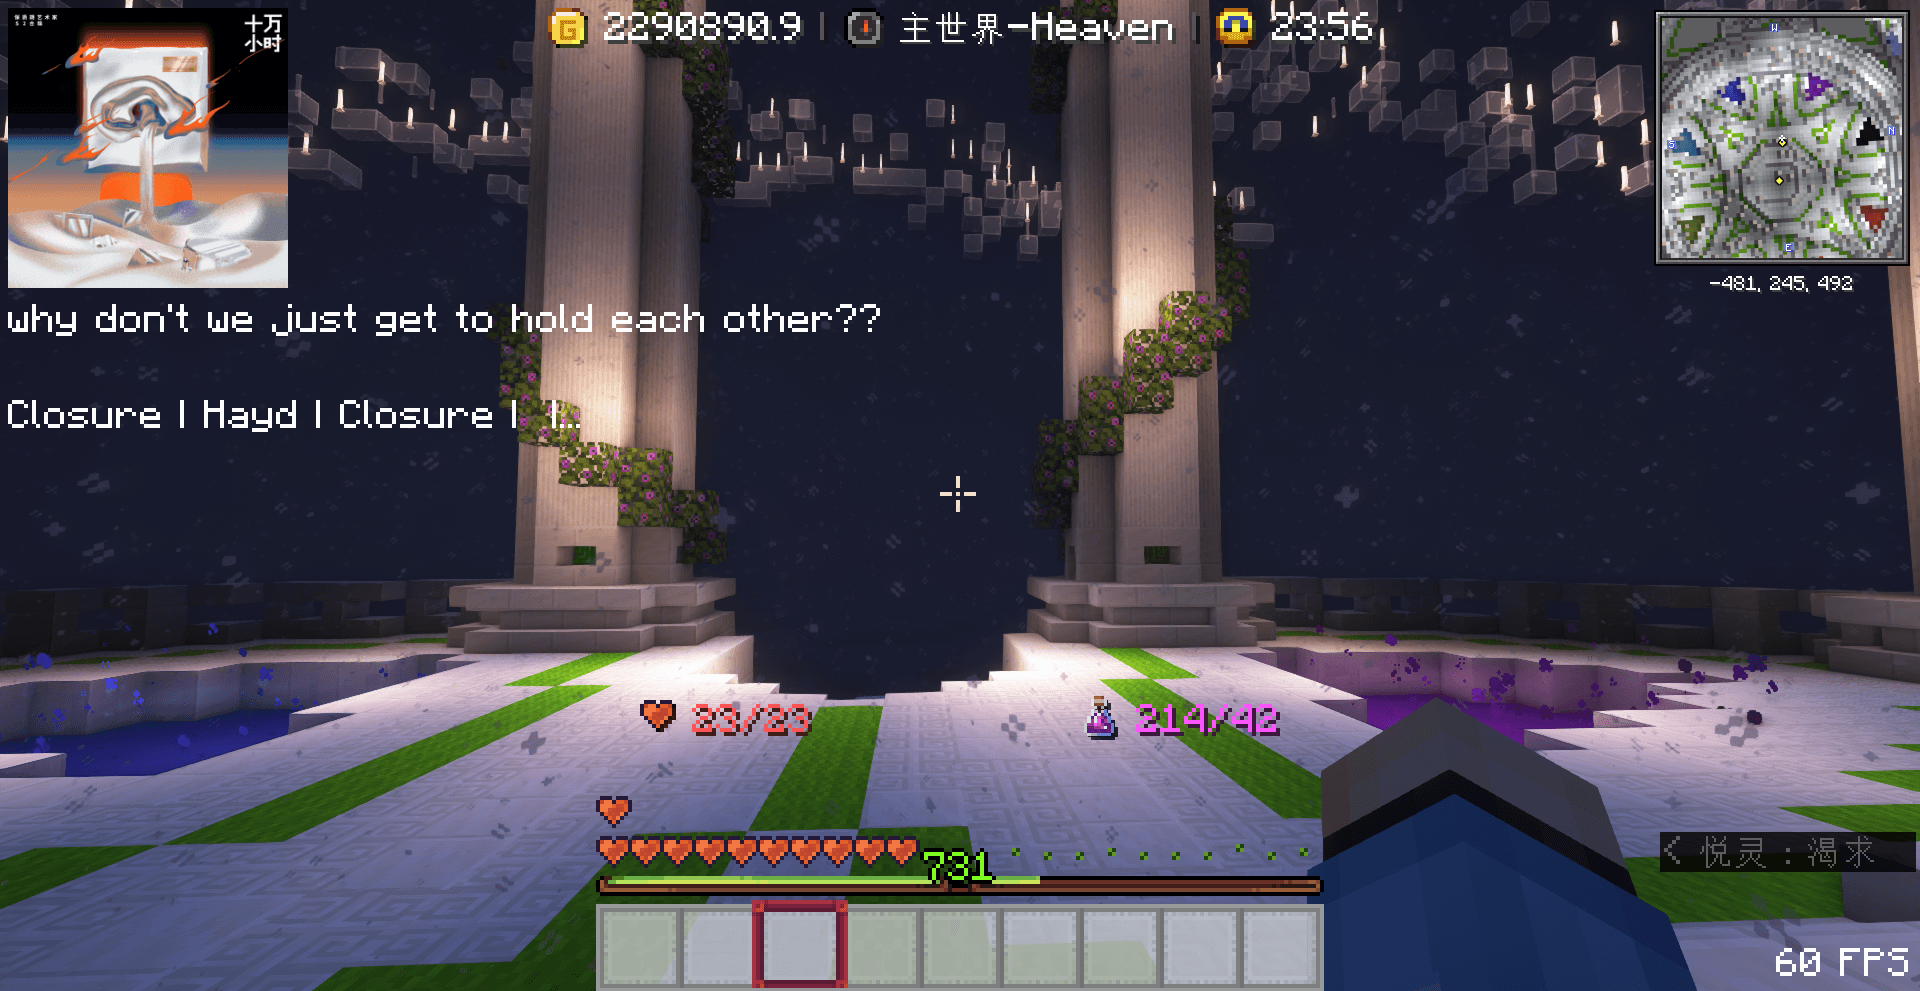 十万
小时
G 2290890.9 | 主世界-Heaven | 23:56
W
N
S
E
-481, 245, 492
why don't we just get to hold each other??
Closure | Hayd | Closure | I...
23/23
214/42
731
悦灵：渴求
60 FPS